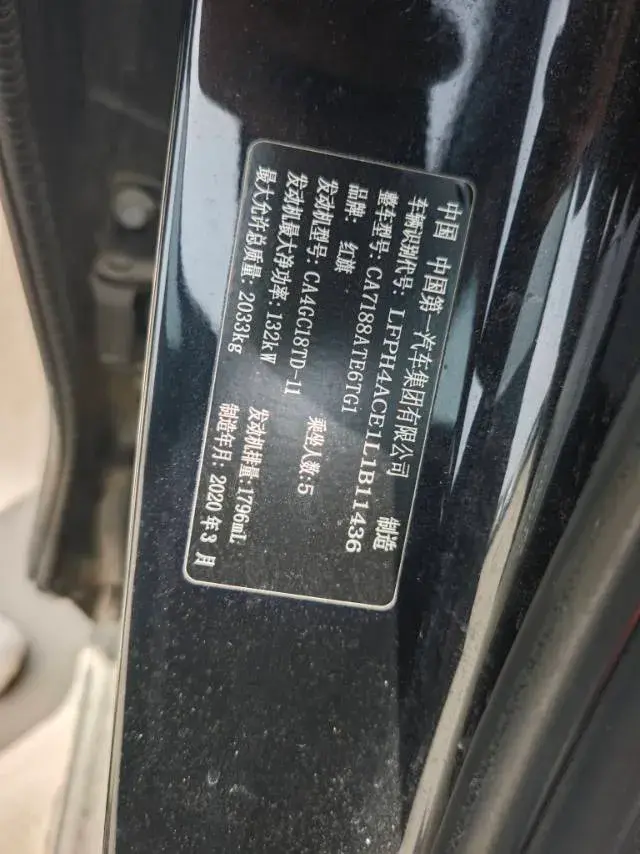 中国 中国第一汽车集团有限公司 制造
车辆识别代号: LFPH4ACE1L1B11436
整车型号: CA7188ATE6TGi
品牌: 红旗 乘坐人数: 5
发动机型号: CA4GC18TD-11
发动机最大净功率: 132kW 发动机排量: 1796mL
最大允许总质量: 2033kg 制造年月: 2020年3月